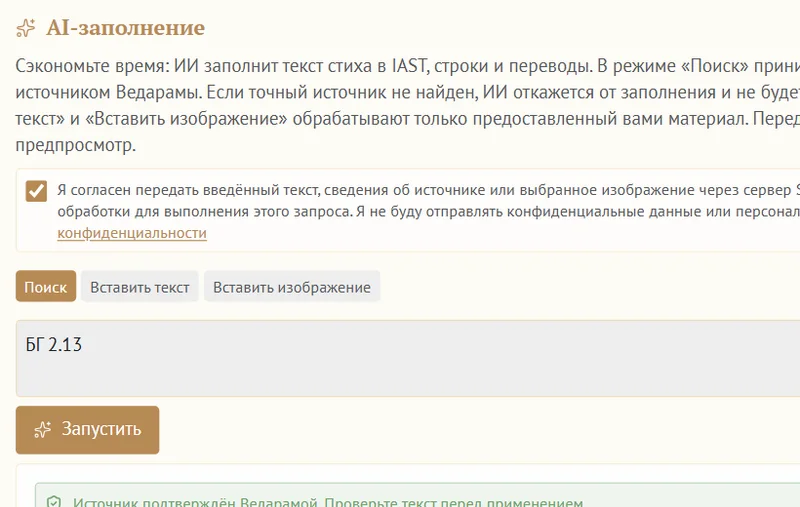 AI-заполнение
Сэкономьте время: ИИ заполнит текст стиха в IAST, строки и переводы. В режиме «Поиск» прини
источником Ведарамы. Если точный источник не найден, ИИ откажется от заполнения и не будет
текст» и «Вставить изображение» обрабатывают только предоставленный вами материал. Перед
предпросмотр.
Я согласен передать введённый текст, сведения об источнике или выбранное изображение через сервер S
обработки для выполнения этого запроса. Я не буду отправлять конфиденциальные данные или персонал
конфиденциальности
Поиск Вставить текст Вставить изображение
БГ 2.13
Запустить
Источник подтверждён Ведарамой. Проверьте текст перед применением.